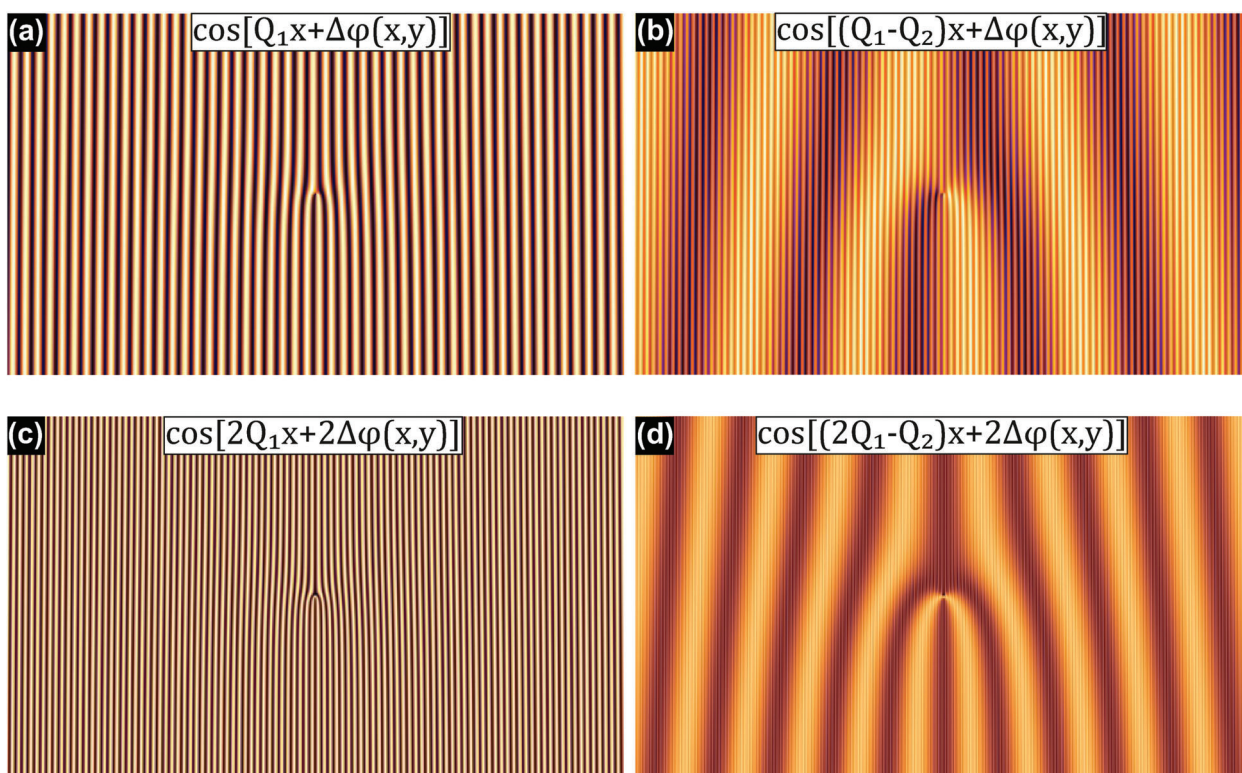 (a) cos[Q₁x+Δφ(x,y)]
(b) cos[(Q₁-Q₂)x+Δφ(x,y)]
(c) cos[2Q₁x+2Δφ(x,y)]
(d) cos[(2Q₁-Q₂)x+2Δφ(x,y)]